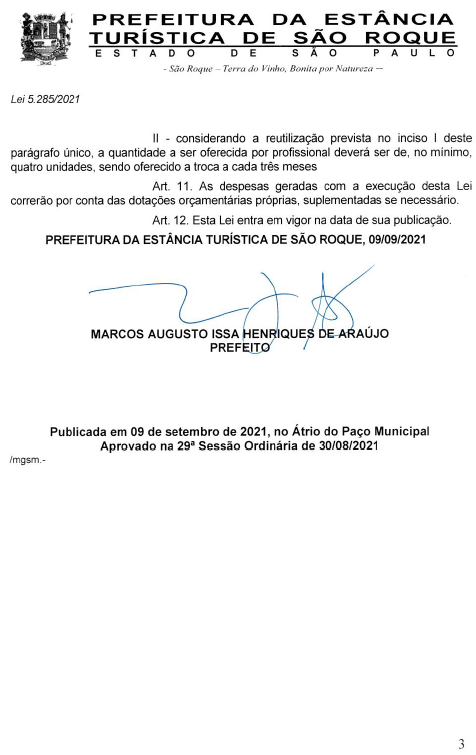 PREFEITURA DA ESTÂNCIA
TURÍSTICA DE SÃO ROQUE
ESTADO DE SÃO PAULO
- São Roque – Terra do Vinho, Bonita por Natureza —
Lei 5.285/2021
II - considerando a reutilização prevista no inciso I deste
parágrafo único, a quantidade a ser oferecida por profissional deverá ser de, no mínimo,
quatro unidades, sendo oferecido a troca a cada três meses
Art. 11. As despesas geradas com a execução desta Lei
correrão por conta das dotações orçamentárias próprias, suplementadas se necessário.
Art. 12. Esta Lei entra em vigor na data de sua publicação.
PREFEITURA DA ESTÂNCIA TURÍSTICA DE SÃO ROQUE, 09/09/2021
MARCOS AUGUSTO ISSA HENRIQUES DE ARAÚJO
PREFEITO
Publicada em 09 de setembro de 2021, no Átrio do Paço Municipal
Aprovado na 29ª Sessão Ordinária de 30/08/2021
/mgsm.-
3